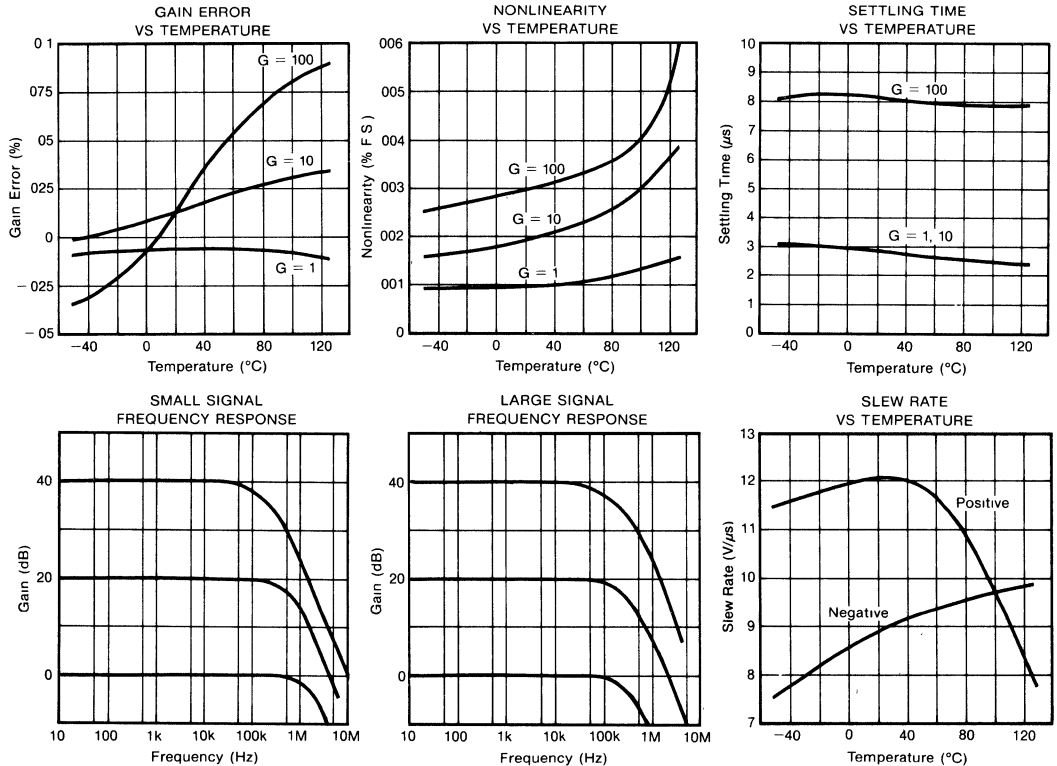 GAIN ERROR
VS TEMPERATURE
0 1
075
05
025
0
− 025
− 05
Gain Error (%)
G = 100
G = 10
G = 1
−40 0 40 80 120
Temperature (°C)
NONLINEARITY
VS TEMPERATURE
006
005
004
003
002
001
0
Nonlinearity (% F S )
G = 100
G = 10
G = 1
−40 0 40 80 120
Temperature (°C)
SETTLING TIME
VS TEMPERATURE
10
9
8
7
6
5
4
3
2
1
0
Settling Time (μs)
G = 100
G = 1, 10
−40 0 40 80 120
Temperature (°C)
SMALL SIGNAL
FREQUENCY RESPONSE
40
20
0
Gain (dB)
10 100 1k 10k 100k 1M 10M
Frequency (Hz)
LARGE SIGNAL
FREQUENCY RESPONSE
40
20
0
Gain (dB)
10 100 1k 10k 100k 1M 10M
Frequency (Hz)
SLEW RATE
VS TEMPERATURE
13
12
11
10
9
8
7
Slew Rate (V/μs)
Positive
Negative
−40 0 40 80 120
Temperature (°C)